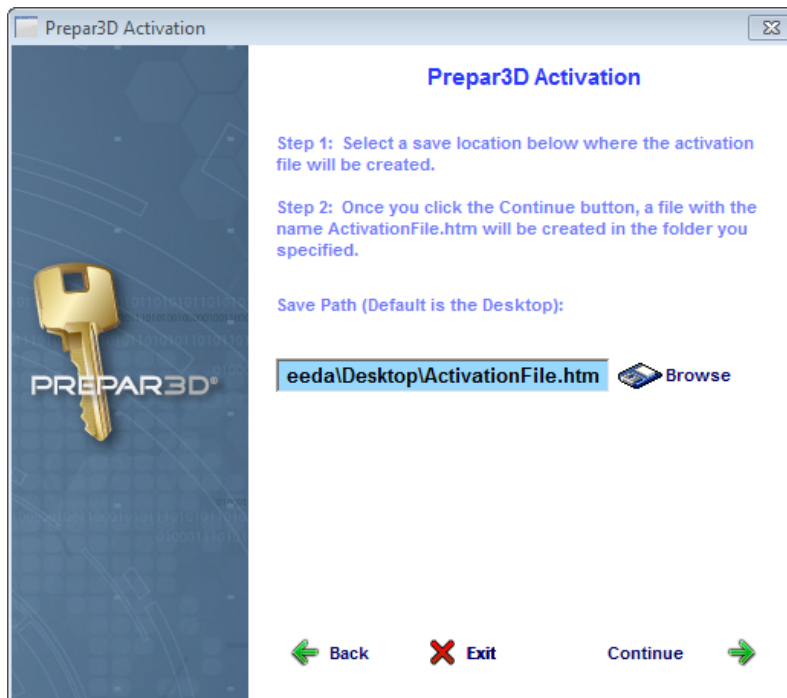 Prepar3D Activation
Prepar3D Activation
Step 1: Select a save location below where the activation
file will be created.
Step 2: Once you click the Continue button, a file with the
name ActivationFile.htm will be created in the folder you
specified.
Save Path (Default is the Desktop):
eeda\Desktop\ActivationFile.htm
Browse
PREPAR3D®
Back
Exit
Continue